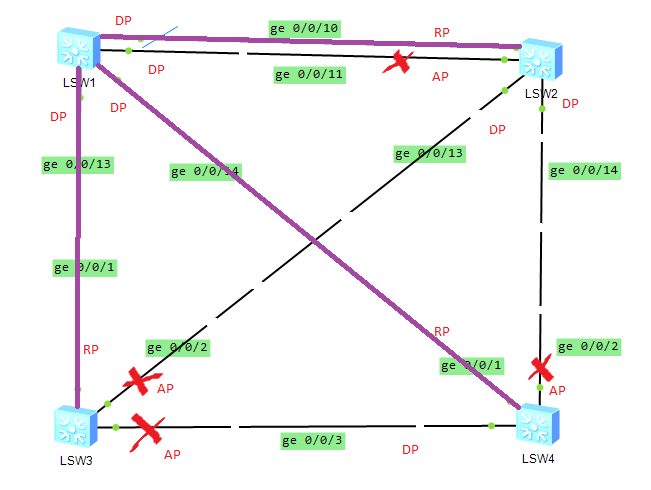 DP
ge 0/0/10
RP
LSW1
DP
ge 0/0/11
AP
LSW2
DP
DP
DP
DP
ge 0/0/13
ge 0/0/14
ge 0/0/13
ge 0/0/14
ge 0/0/1
RP
ge 0/0/2
RP
ge 0/0/1
ge 0/0/2
AP
AP
ge 0/0/3
DP
AP
LSW3
LSW4